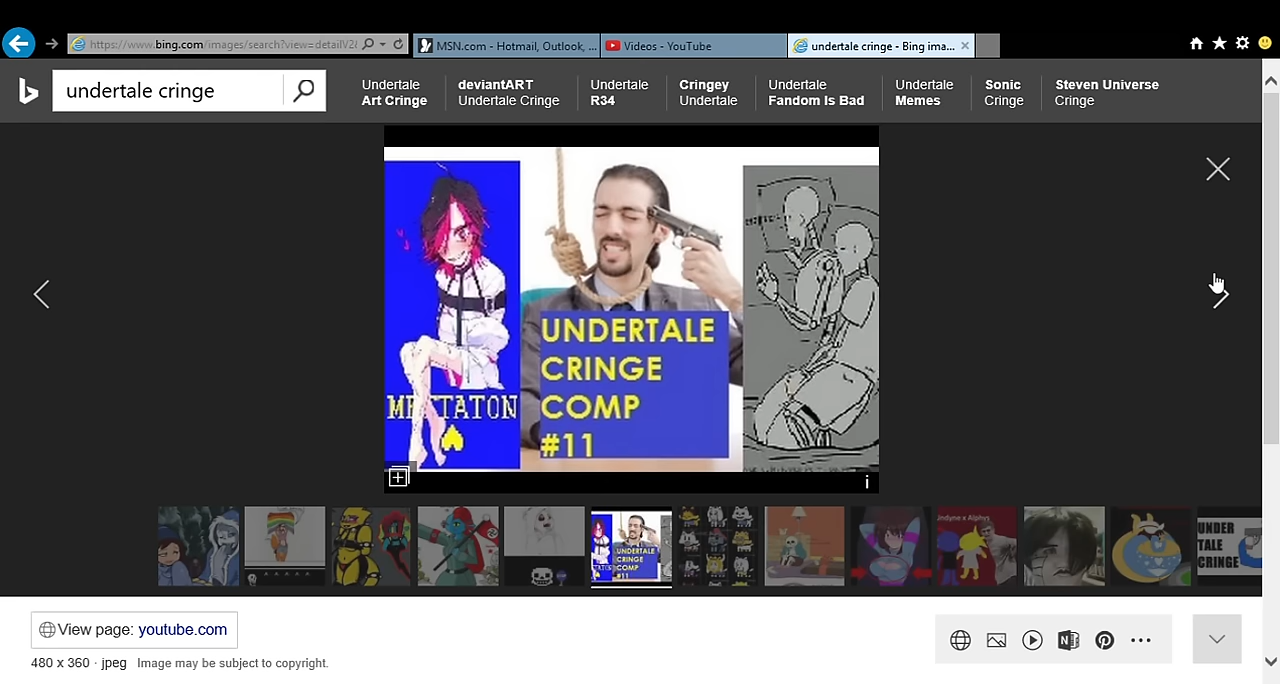 https://www.bing.com/images/search?view=detailV2&
MSN.com - Hotmail, Outlook, ...
Videos - YouTube
undertale cringe - Bing ima...
undertale cringe
Undertale
Art Cringe
deviantART
Undertale Cringe
Undertale
R34
Cringey
Undertale
Undertale
Fandom Is Bad
Undertale
Memes
Sonic
Cringe
Steven Universe
Cringe
METTATON
UNDERTALE
CRINGE
COMP
#11
Undyne x Alphys
UNDERTALE
CRINGE
COMP
#11
UNDER
TALE
CRINGE
View page: youtube.com
480 x 360 · jpeg
Image may be subject to copyright.